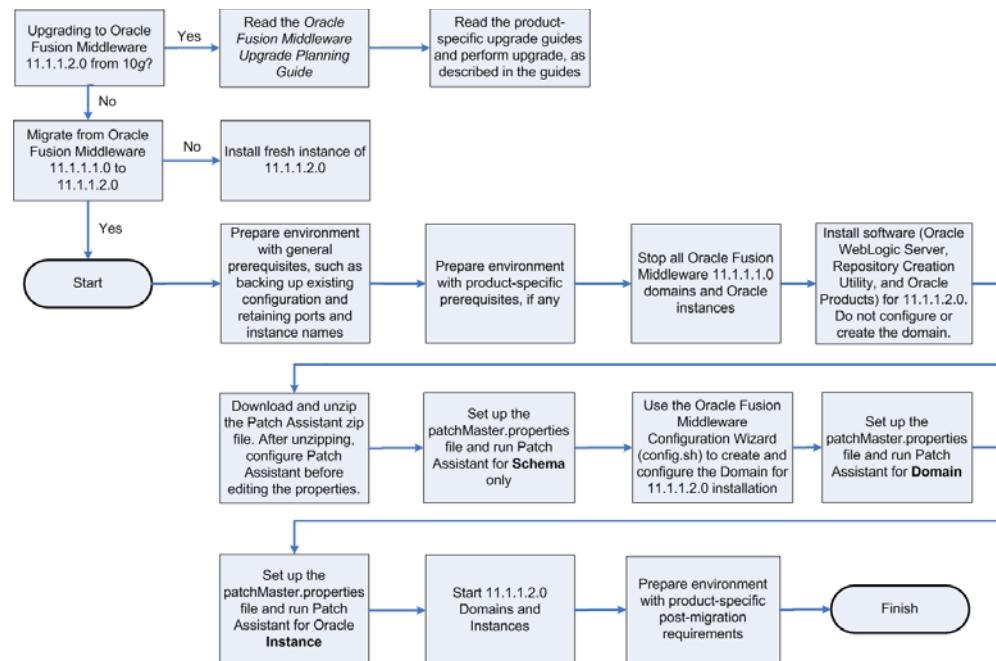 Upgrading to Oracle
Fusion Middleware
11.1.1.2.0 from 10g?
Yes
Read the Oracle
Fusion Middleware
Upgrade Planning
Guide
Read the product-
specific upgrade guides
and perform upgrade, as
described in the guides
No
Migrate from Oracle
Fusion Middleware
11.1.1.1.0 to
11.1.1.2.0
No
Install fresh instance of
11.1.1.2.0
Yes
Start
Prepare environment
with general
prerequisites, such as
backing up existing
configuration and
retaining ports and
instance names
Prepare environment
with product-specific
prerequisites, if any
Stop all Oracle Fusion
Middleware 11.1.1.1.0
domains and Oracle
instances
Install software (Oracle
WebLogic Server,
Repository Creation
Utility, and Oracle
Products) for 11.1.1.2.0.
Do not configure or
create the domain.
Download and unzip
the Patch Assistant zip
file. After unzipping,
configure Patch
Assistant before
editing the properties.
Set up the
patchMaster.properties
file and run Patch
Assistant for Schema
only
Use the Oracle Fusion
Middleware
Configuration Wizard
(config.sh) to create and
configure the Domain for
11.1.1.2.0 installation
Set up the
patchMaster.properties
file and run Patch
Assistant for Domain
Set up the
patchMaster.properties
file and run Patch
Assistant for Oracle
Instance
Start 11.1.1.2.0
Domains and
Instances
Prepare environment
with product-specific
post-migration
requirements
Finish